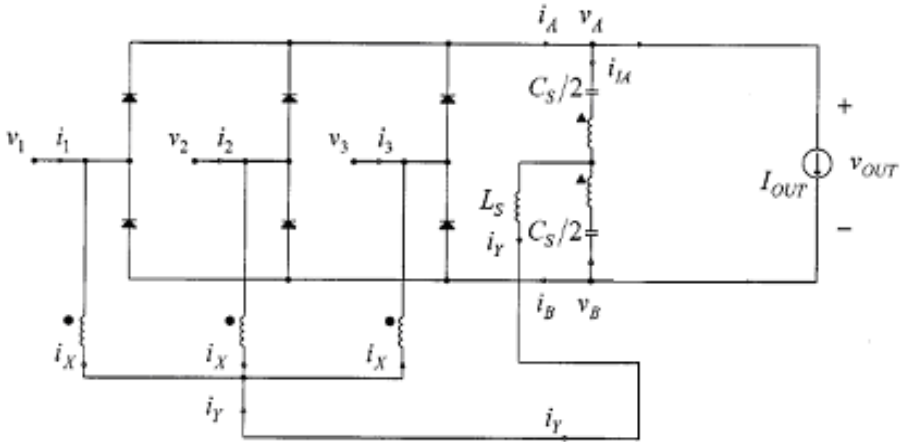 i_A v_A
C_S/2 i_IA
v_1 i_1 v_2 i_2 v_3 i_3
+
I_OUT v_OUT
−
L_S
i_Y C_S/2
i_B v_B
i_X i_X i_X
i_Y i_Y